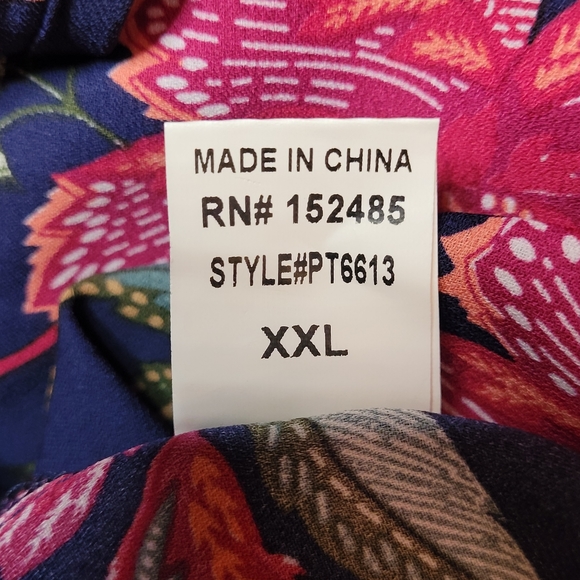 MADE IN CHINA
RN# 152485
STYLE#PT6613
XXL